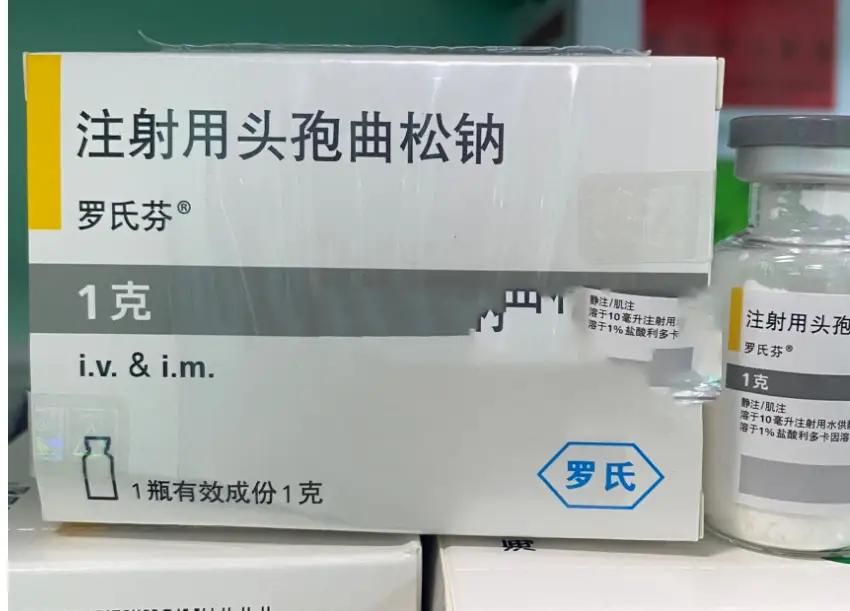 注射用头孢曲松钠
罗氏芬®
1克
i.v. & i.m.
1瓶有效成份1克
罗氏
静注/肌注
溶于10毫升注射用
溶于1%盐酸利多卡
注射用头孢
罗氏芬®
1克
静注/肌注
溶于10毫升注射用水供
溶于1%盐酸利多卡因溶